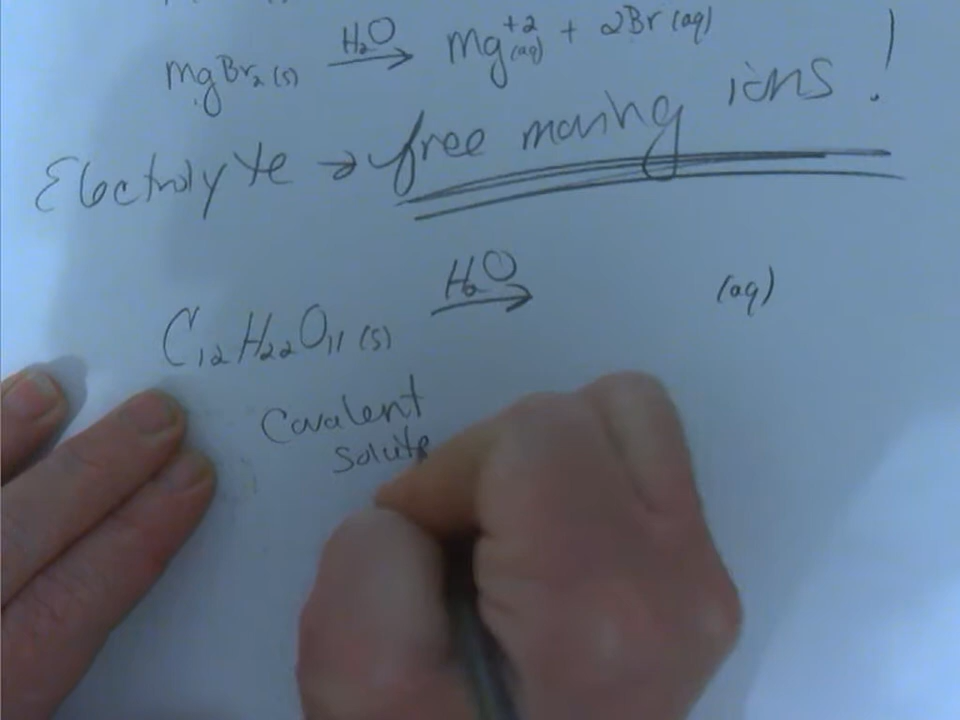 MgBr₂ (s) H₂O → Mg⁺² (aq) + 2Br (aq)
Electrolyte → free moving ions!
C₁₂H₂₂O₁₁ (s) H₂O → (aq)
Covalent
solute